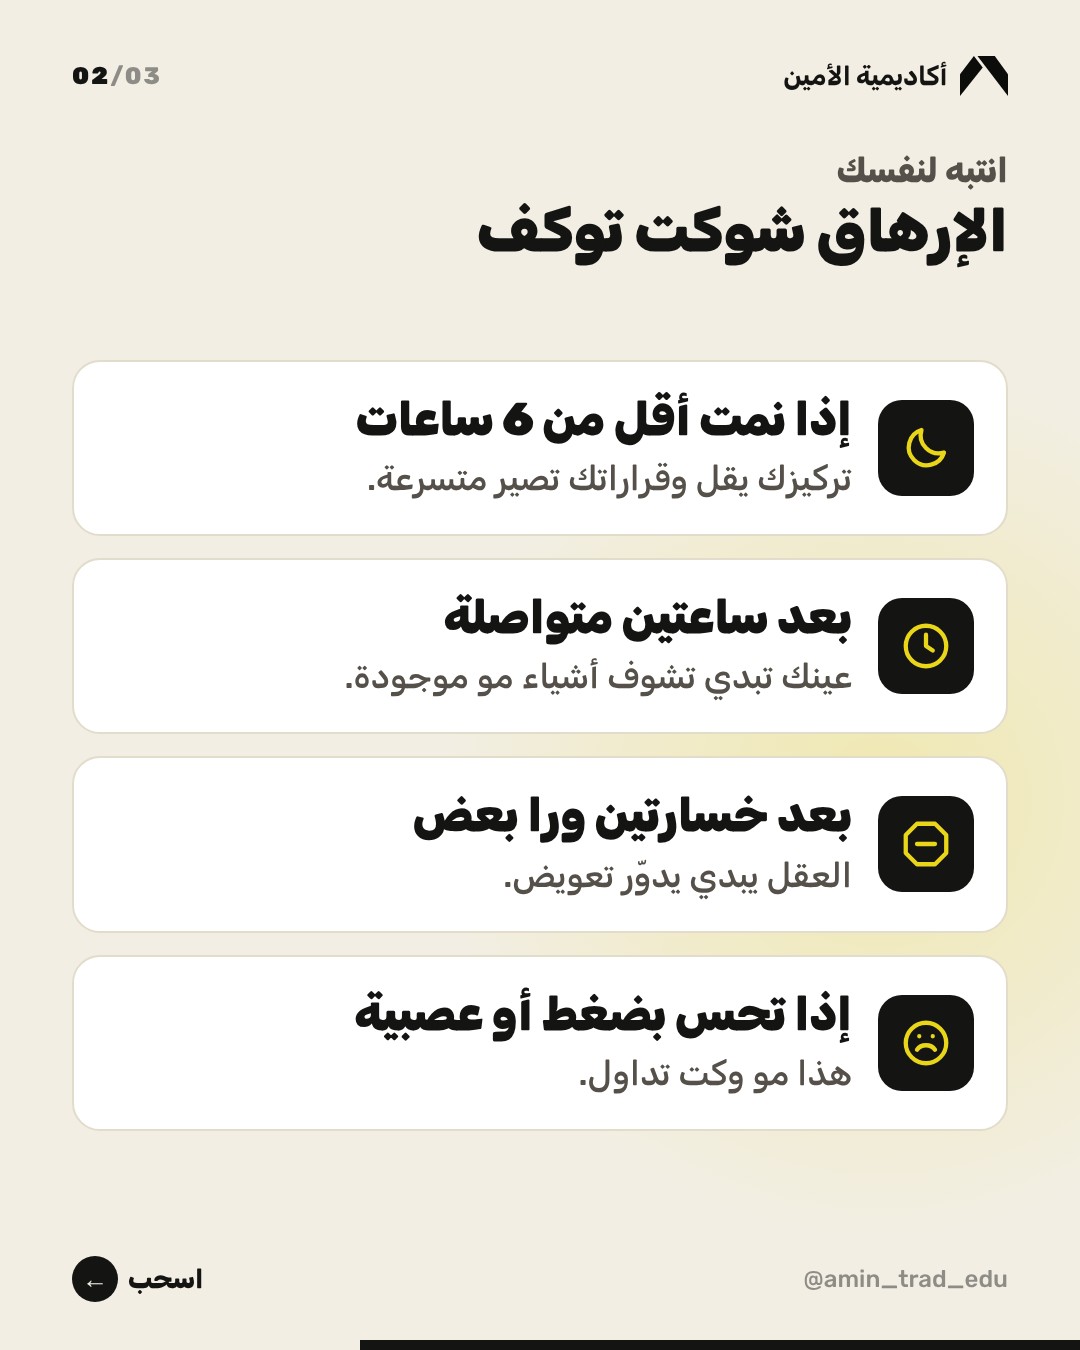 أكاديمية الأمين
02/03
انتبه لنفسك
الإرهاق شوكت توكف
إذا نمت أقل من 6 ساعات
تركيزك يقل وقراراتك تصير متسرعة.
بعد ساعتين متواصلة
عينك تبدي تشوف أشياء مو موجودة.
بعد خسارتين ورا بعض
العقل يبدي يدوّر تعويض.
إذا تحس بضغط أو عصبية
هذا مو وكت تداول.
@amin_trad_edu
اسحب ←